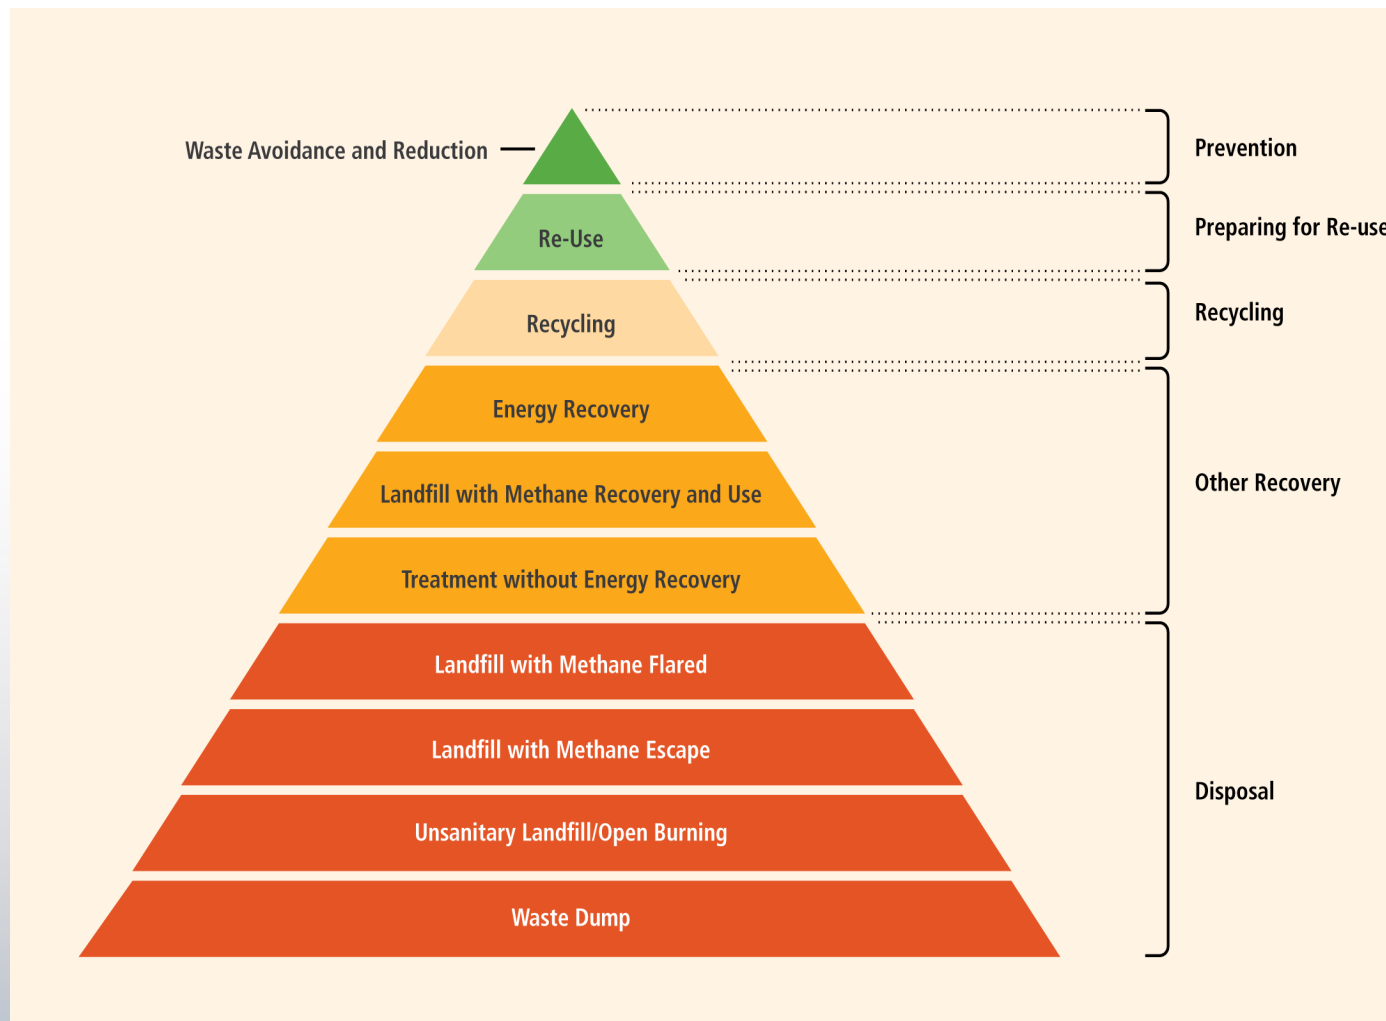 Waste Avoidance and Reduction
Prevention
Re-Use
Preparing for Re-use
Recycling
Recycling
Energy Recovery
Landfill with Methane Recovery and Use
Other Recovery
Treatment without Energy Recovery
Landfill with Methane Flared
Landfill with Methane Escape
Disposal
Unsanitary Landfill/Open Burning
Waste Dump